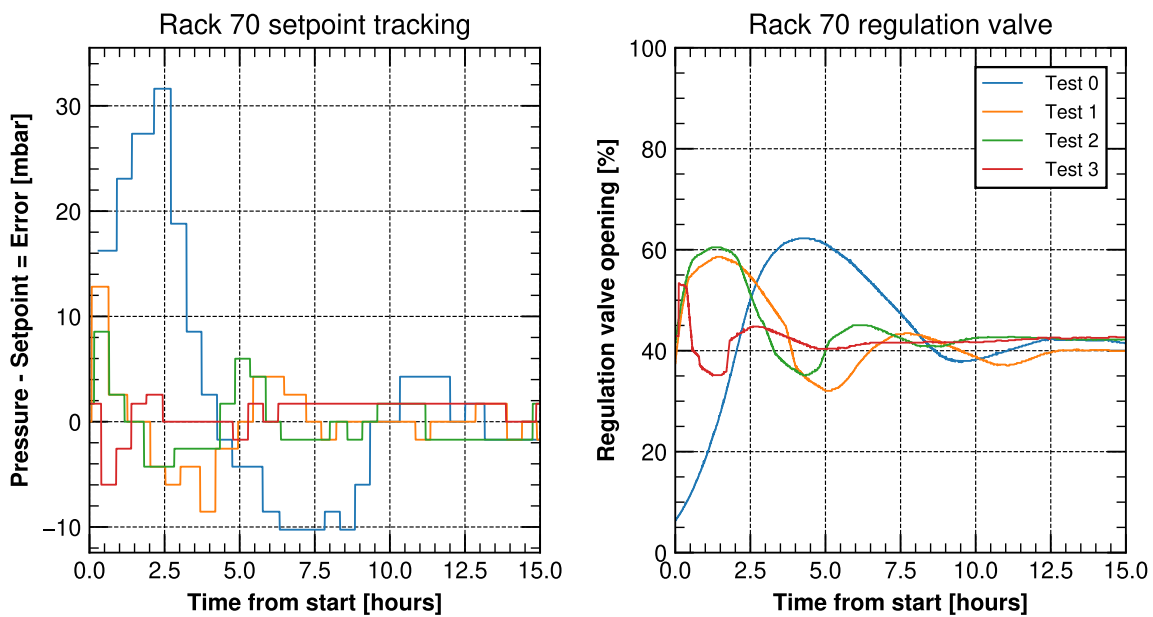 Rack 70 setpoint tracking
Pressure - Setpoint = Error [mbar]
30
20
10
0
−10
0.0 2.5 5.0 7.5 10.0 12.5 15.0
Time from start [hours]
Rack 70 regulation valve
Regulation valve opening [%]
100
80
60
40
20
0
0.0 2.5 5.0 7.5 10.0 12.5 15.0
Time from start [hours]
Test 0
Test 1
Test 2
Test 3